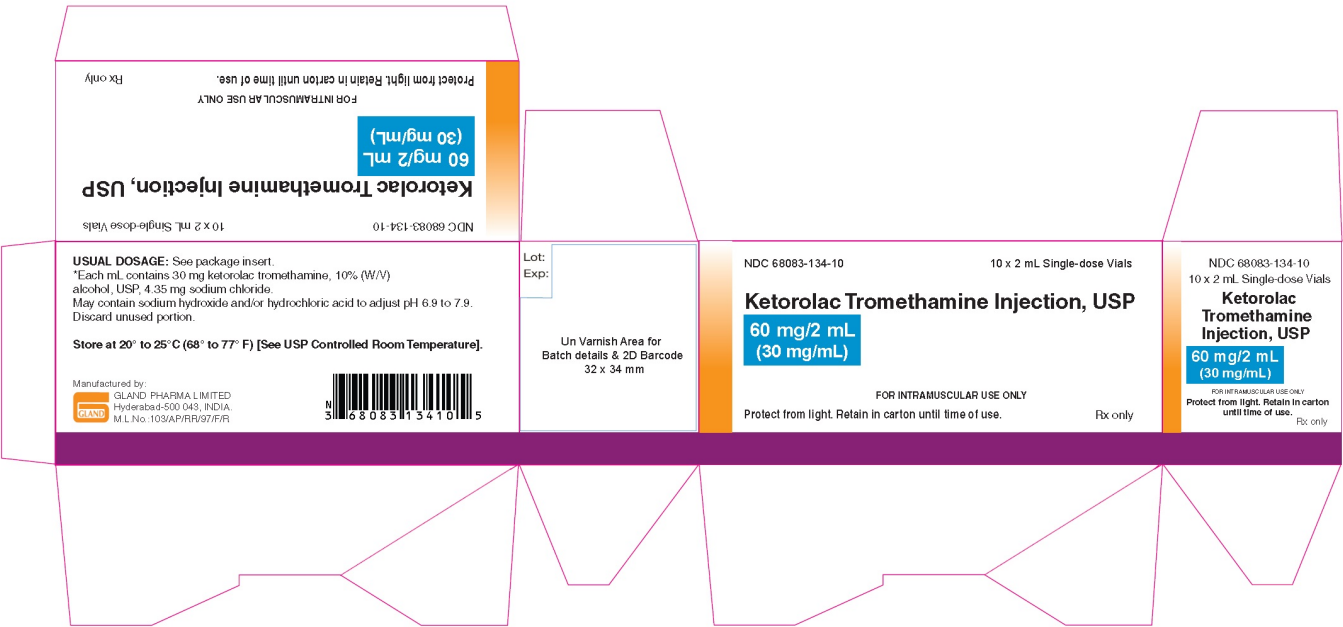 Rx only
Protect from light. Retain in carton until time of use.
FOR INTRAMUSCULAR USE ONLY
60 mg/2 mL
(30 mg/mL)
Ketorolac Tromethamine Injection, USP
NDC 68083-134-10
10 x 2 mL Single-dose Vials
USUAL DOSAGE: See package insert.
*Each mL contains 30 mg ketorolac tromethamine, 10% (W/V)
alcohol, USP, 4.35 mg sodium chloride.
May contain sodium hydroxide and/or hydrochloric acid to adjust pH 6.9 to 7.9.
Discard unused portion.
Store at 20° to 25°C (68° to 77° F) [See USP Controlled Room Temperature].
Manufactured by:
GLAND PHARMA LIMITED
Hyderabad-500 043, INDIA.
M.L.No.:103/AP/RR/97/F/R
GLAND
N
3 68083 13410 5
Lot:
Exp:
Un Varnish Area for
Batch details & 2D Barcode
32 x 34 mm
NDC 68083-134-10
10 x 2 mL Single-dose Vials
Ketorolac Tromethamine Injection, USP
60 mg/2 mL
(30 mg/mL)
FOR INTRAMUSCULAR USE ONLY
Protect from light. Retain in carton until time of use.
Rx only
NDC 68083-134-10
10 x 2 mL Single-dose Vials
Ketorolac
Tromethamine
Injection, USP
60 mg/2 mL
(30 mg/mL)
FOR INTRAMUSCULAR USE ONLY
Protect from light. Retain in carton
until time of use.
Rx only